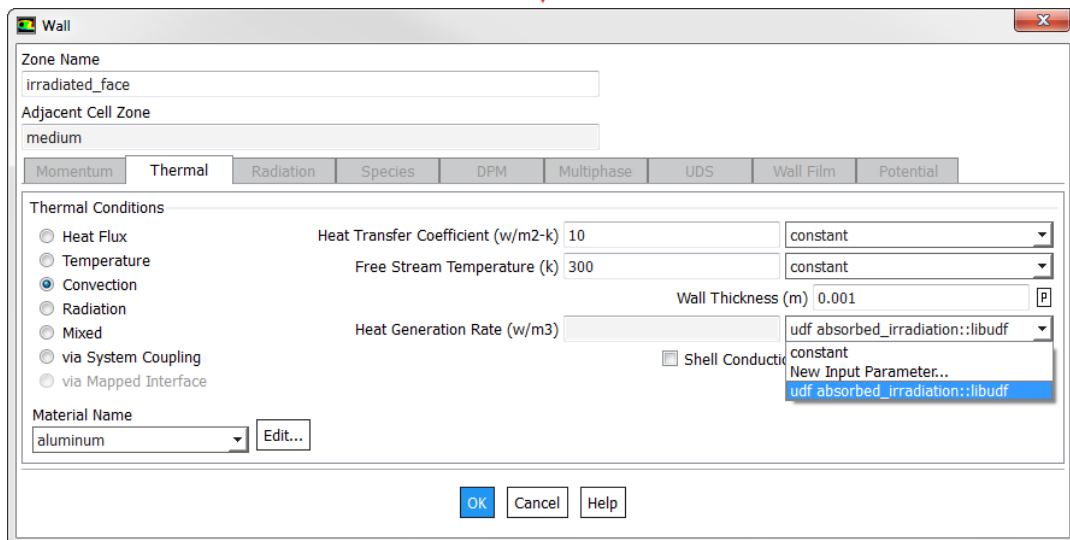 Wall
x
Zone Name
irradiated_face
Adjacent Cell Zone
medium
Momentum Thermal Radiation Species DPM Multiphase UDS Wall Film Potential
Thermal Conditions
Heat Flux
Temperature
Convection
Radiation
Mixed
via System Coupling
via Mapped Interface
Heat Transfer Coefficient (w/m2-k) 10 constant
Free Stream Temperature (k) 300 constant
Wall Thickness (m) 0.001 P
Heat Generation Rate (w/m3) udf absorbed_irradiation::libudf
constant
New Input Parameter...
udf absorbed_irradiation::libudf
Shell Conductio
Material Name
aluminum Edit...
OK Cancel Help